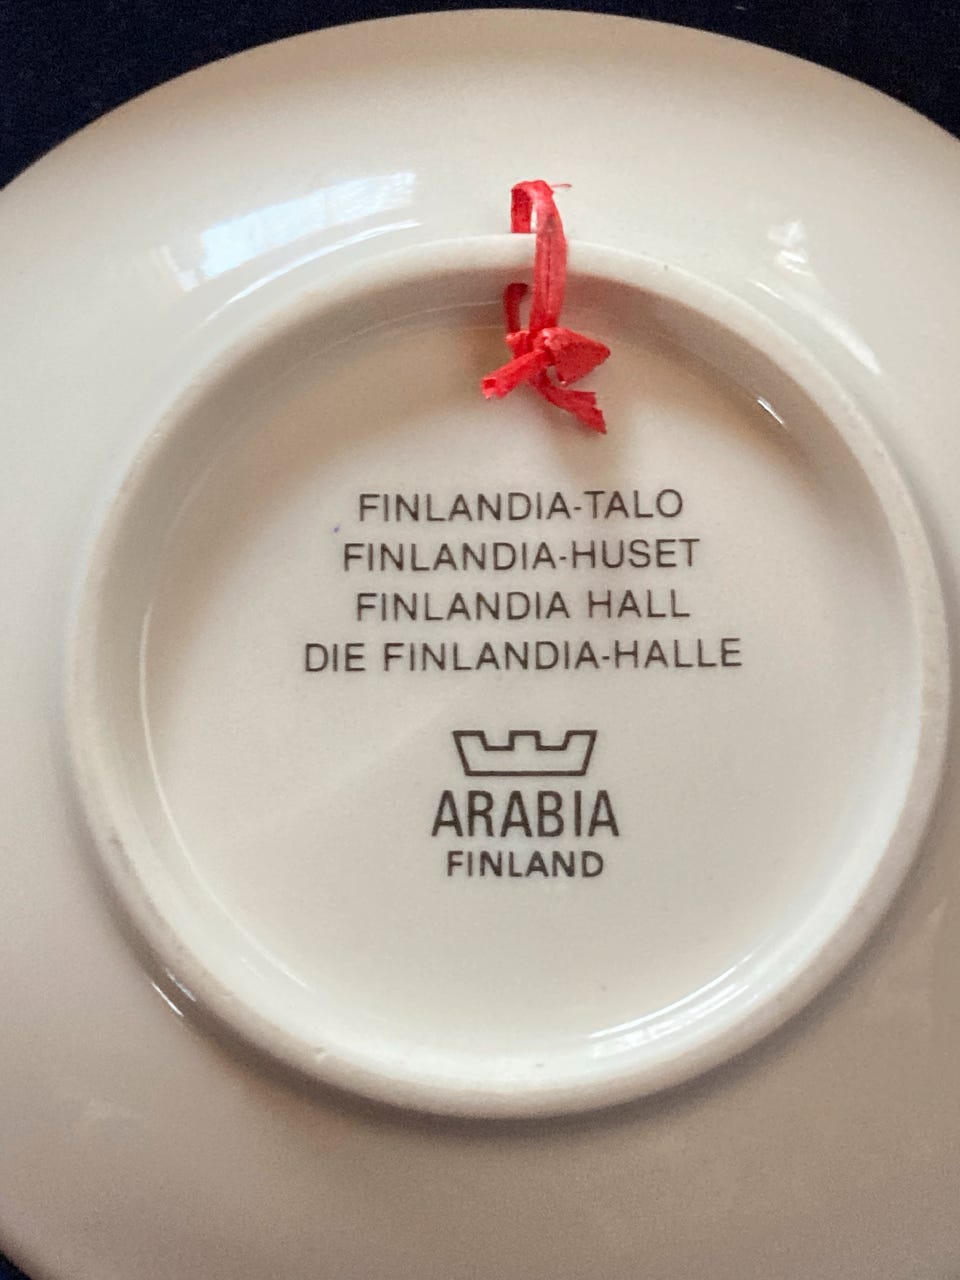 FINLANDIA-TALO
FINLANDIA-HUSET
FINLANDIA HALL
DIE FINLANDIA-HALLE
ARABIA
FINLAND